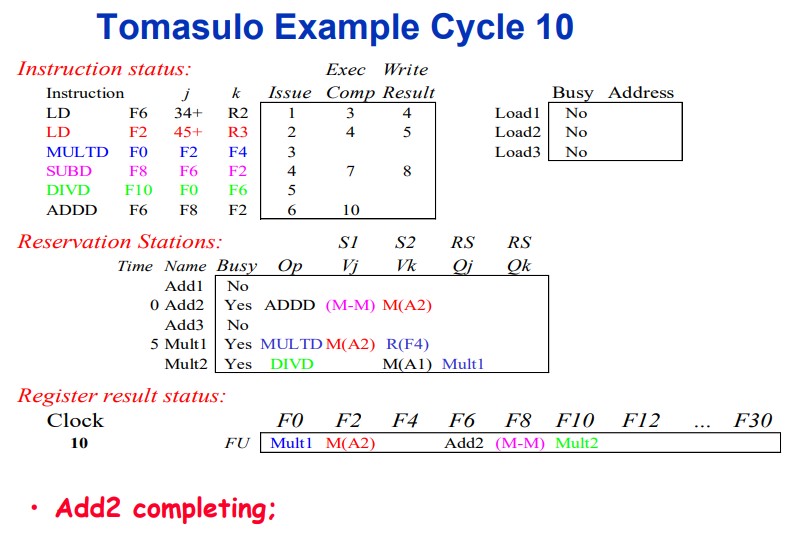 Tomasulo Example Cycle 10
Instruction status:
Exec Write
Instruction j k Issue Comp Result
Busy Address
LD F6 34+ R2 1 3 4
Load1 No
LD F2 45+ R3 2 4 5
Load2 No
MULTD F0 F2 F4 3
Load3 No
SUBD F8 F6 F2 4 7 8
DIVD F10 F0 F6 5
ADDD F6 F8 F2 6 10
Reservation Stations:
S1 S2 RS RS
Time Name Busy Op Vj Vk Qj Qk
Add1 No
0 Add2 Yes ADDD (M-M) M(A2)
Add3 No
5 Mult1 Yes MULTD M(A2) R(F4)
Mult2 Yes DIVD M(A1) Mult1
Register result status:
Clock F0 F2 F4 F6 F8 F10 F12 ... F30
10 FU Mult1 M(A2) Add2 (M-M) Mult2
• Add2 completing;